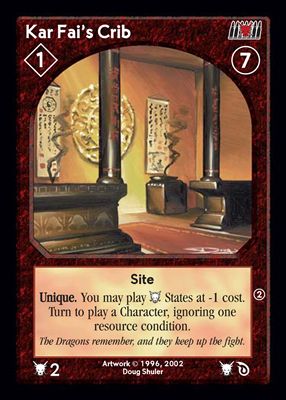 Kar Fai's Crib
1
7
Site
Unique. You may play States at -1 cost.
Turn to play a Character, ignoring one
resource condition.
The Dragons remember, and they keep up the fight.
2
2
Artwork © 1996, 2002
Doug Shuler